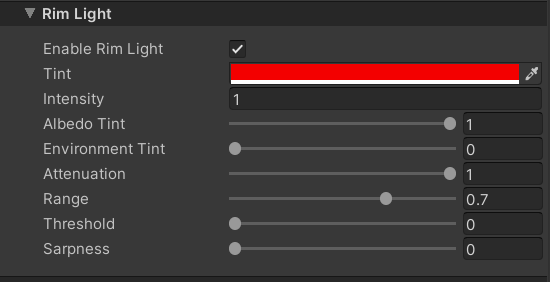 Rim Light
Enable Rim Light
Tint
Intensity 1
Albedo Tint 1
Environment Tint 0
Attenuation 1
Range 0.7
Threshold 0
Sarpness 0